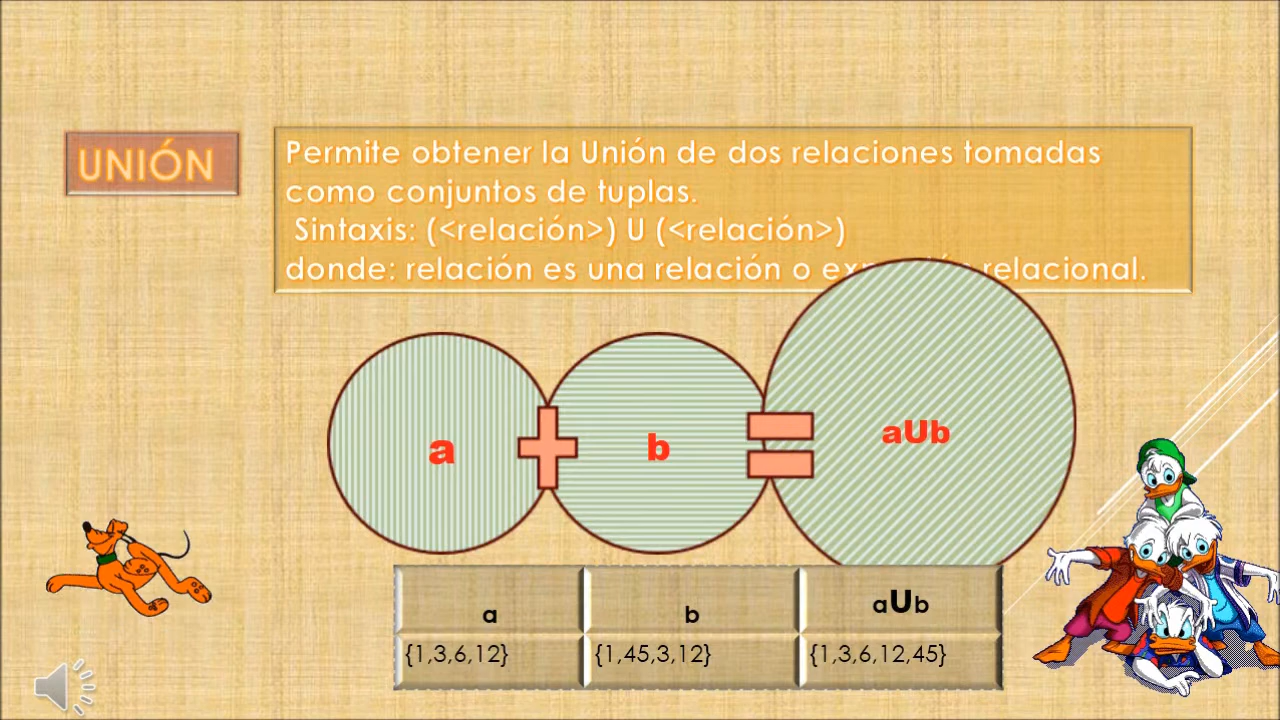 UNIÓN
Permite obtener la Unión de dos relaciones tomadas
como conjuntos de tuplas.
Sintaxis: (<relación>) U (<relación>)
donde: relación es una relación o relacional.
a
b
aUb
a
b
aUb
{1,3,6,12}
{1,45,3,12}
{1,3,6,12,45}